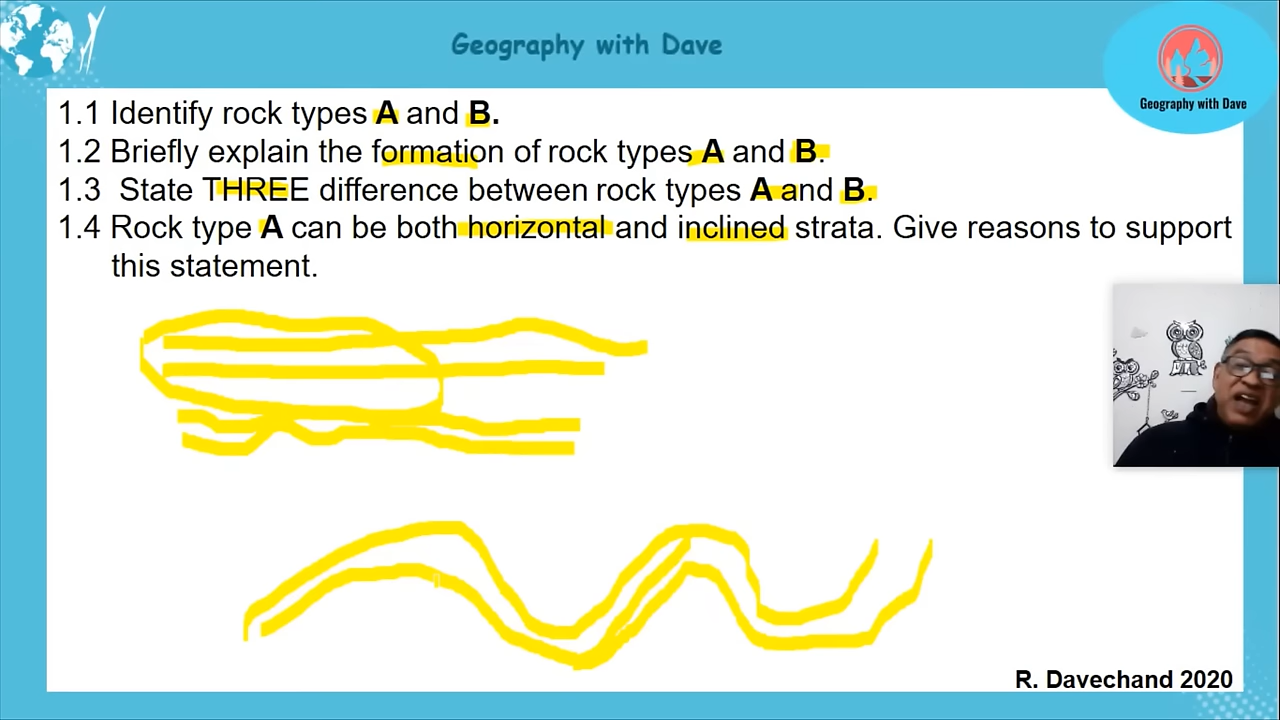 Geography with Dave
Geography with Dave
1.1 Identify rock types A and B.
1.2 Briefly explain the formation of rock types A and B.
1.3 State THREE difference between rock types A and B.
1.4 Rock type A can be both horizontal and inclined strata. Give reasons to support
this statement.
R. Davechand 2020